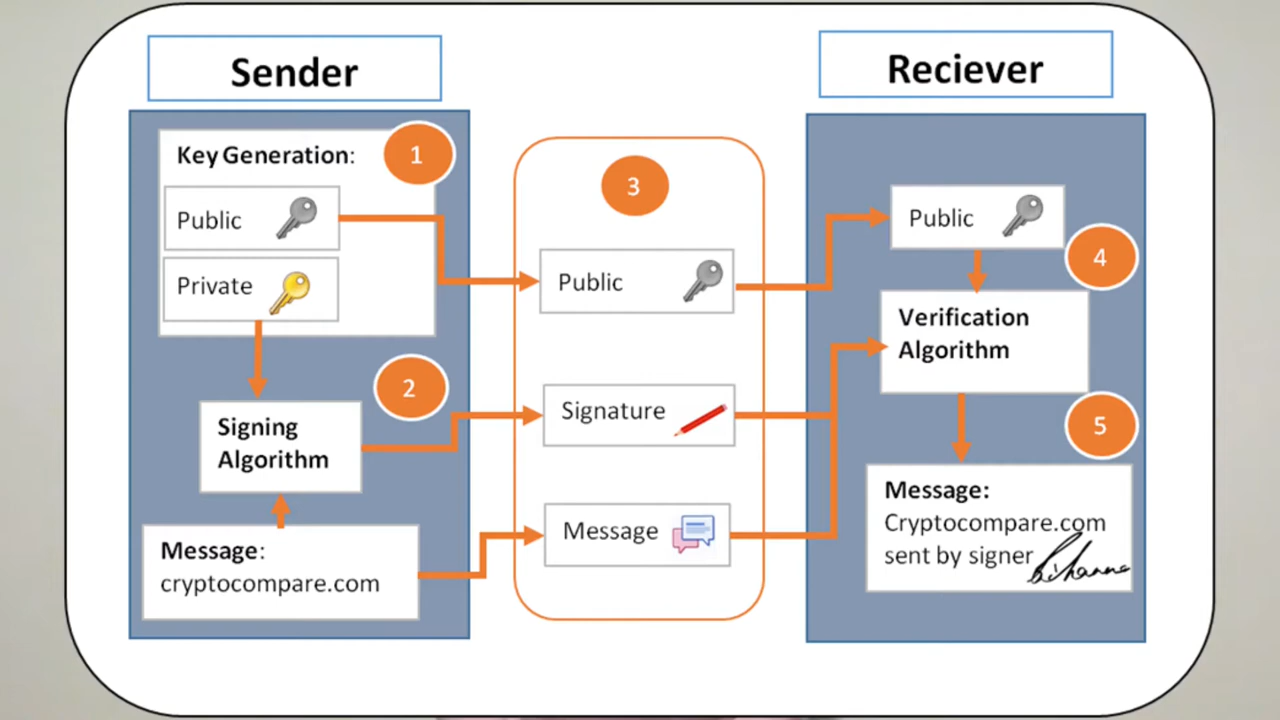 Sender
Reciever
Key Generation:
1
Public
Private
2
Signing
Algorithm
Message:
cryptocompare.com
3
Public
Signature
Message
Public
4
Verification
Algorithm
5
Message:
Cryptocompare.com
sent by signer
Rihanna